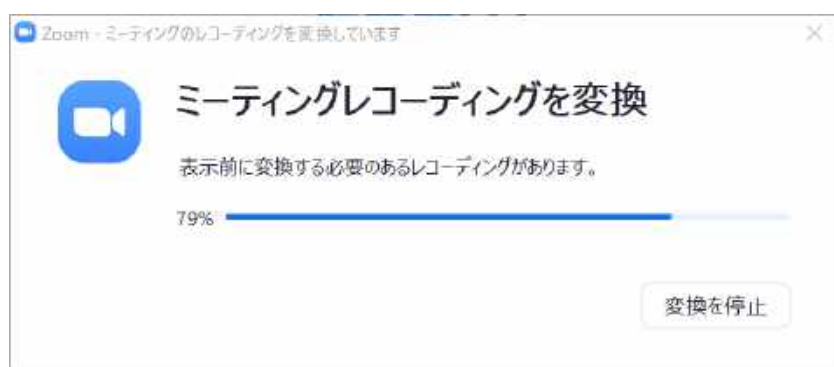 Zoom - ミーティングのレコーディングを変換しています
ミーティングレコーディングを変換
表示前に変換する必要のあるレコーディングがあります。
79%
変換を停止